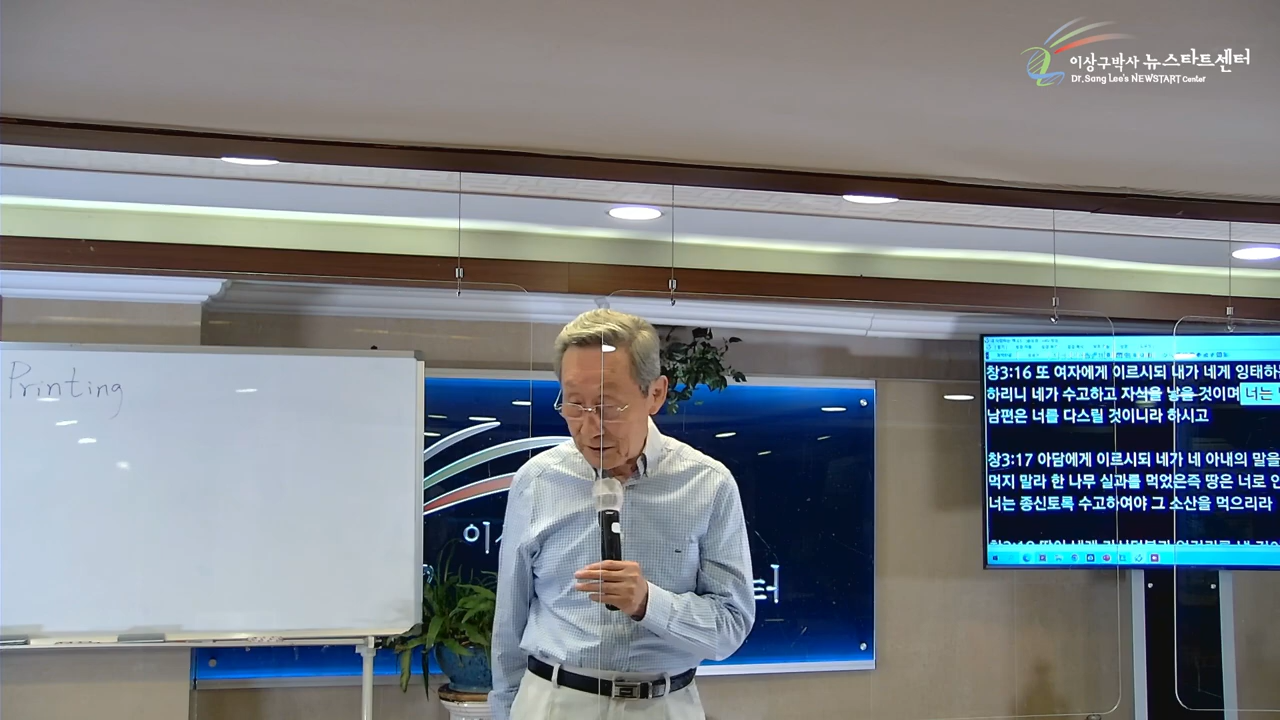 이상구박사 뉴스타트센터
Dr. Sang Lee's NEWSTART Center
Printing
이상
터
창3:16 또 여자에게 이르시되 내가 네게 잉태하는
하리니 네가 수고하고 자식을 낳을 것이며 너는
남편은 너를 다스릴 것이니라 하시고
창3:17 아담에게 이르시되 네가 네 아내의 말을
먹지 말라 한 나무 실과를 먹었은즉 땅은 너로 인
너는 종신토록 수고하여야 그 소산을 먹으리라